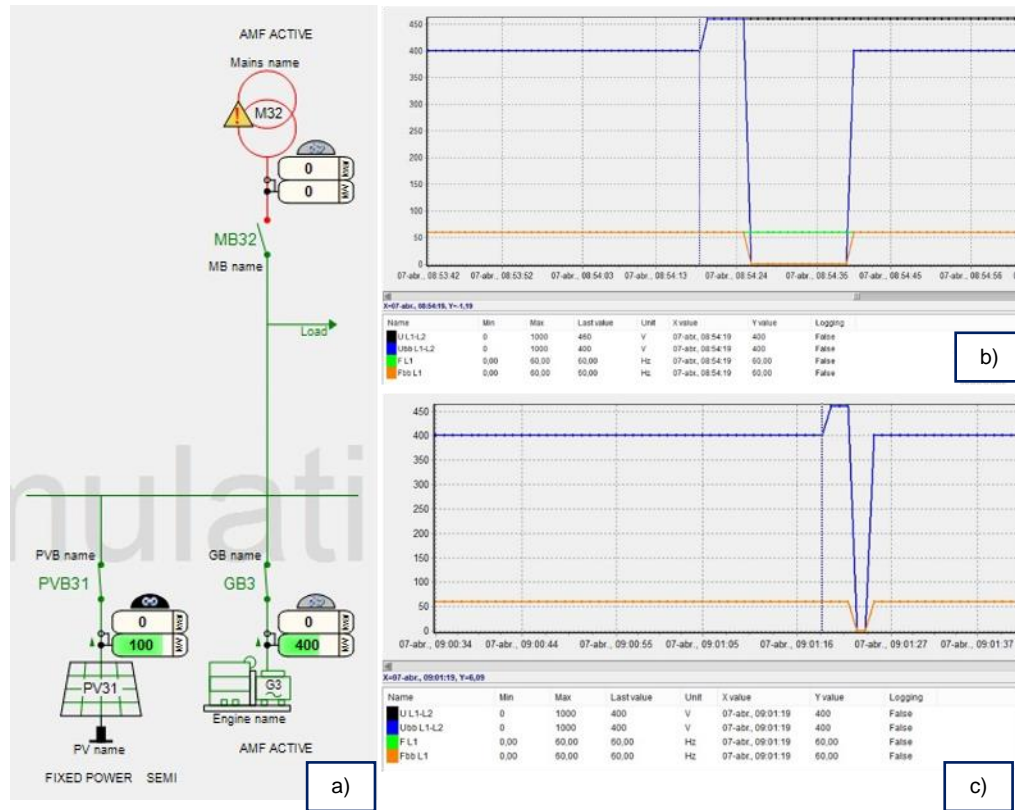 AMF ACTIVE
Mains name
M32
0 kvar
0 kW
MB32
MB name
Load
mulati
PVB name
GB name
PVB31
GB3
0 kvar
100 kW
0 kvar
400 kW
PV31
G3
Engine name
PV name
AMF ACTIVE
FIXED POWER SEMI
a)
450
400
350
300
250
200
150
100
50
0
07-abr., 08:53:42 07-abr., 08:53:52 07-abr., 08:54:03 07-abr., 08:54:13 07-abr., 08:54:24 07-abr., 08:54:35 07-abr., 08:54:45 07-abr., 08:54:56
X=07-abr., 08:54:19, Y=-1,19
Name Min Max Last value Unit X value Y value Logging
U L1-L2 0 1000 460 V 07-abr., 08:54:19 400 False
Ubb L1-L2 0 1000 400 V 07-abr., 08:54:19 400 False
F L1 0,00 60,00 60,00 Hz 07-abr., 08:54:19 60,00 False
Fbb L1 0,00 60,00 60,00 Hz 07-abr., 08:54:19 60,00 False
b)
450
400
350
300
250
200
150
100
50
0
07-abr., 09:00:34 07-abr., 09:00:44 07-abr., 09:00:55 07-abr., 09:01:05 07-abr., 09:01:16 07-abr., 09:01:27 07-abr., 09:01:37
X=07-abr., 09:01:19, Y=6,09
Name Min Max Last value Unit X value Y value Logging
U L1-L2 0 1000 400 V 07-abr., 09:01:19 400 False
Ubb L1-L2 0 1000 400 V 07-abr., 09:01:19 400 False
F L1 0,00 60,00 60,00 Hz 07-abr., 09:01:19 60,00 False
Fbb L1 0,00 60,00 60,00 Hz 07-abr., 09:01:19 60,00 False
c)